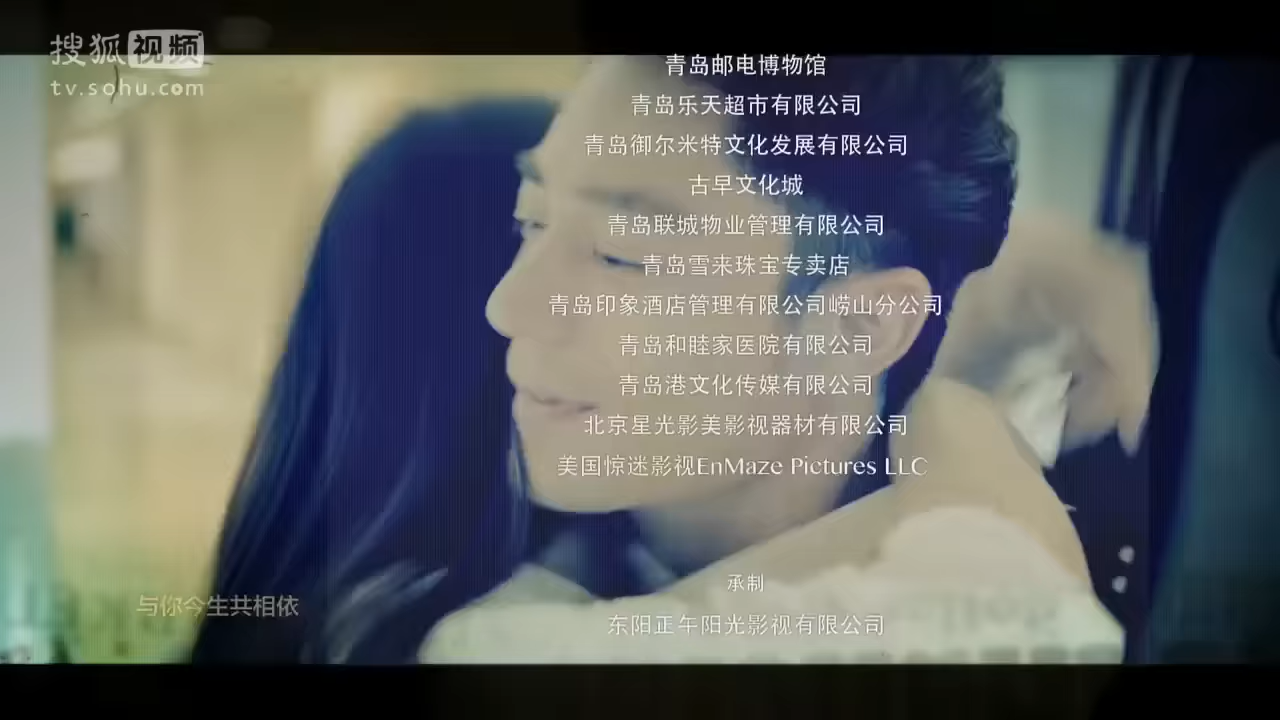 搜狐视频
tv.sohu.com
青岛邮电博物馆
青岛乐天超市有限公司
青岛御尔米特文化发展有限公司
古早文化城
青岛联城物业管理有限公司
青岛雪来珠宝专卖店
青岛印象酒店管理有限公司崂山分公司
青岛和睦家医院有限公司
青岛港文化传媒有限公司
北京星光影美影视器材有限公司
美国惊迷影视EnMaze Pictures LLC
承制
与你今生共相依
东阳正午阳光影视有限公司